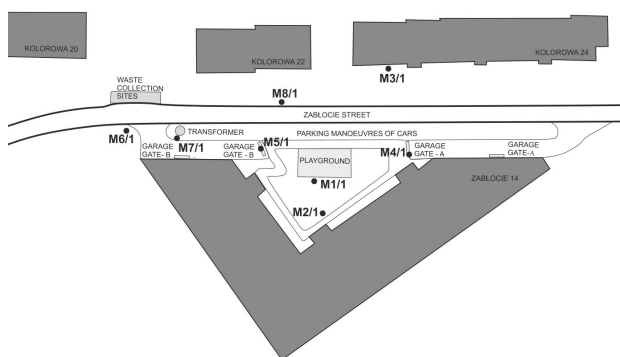 KOLOROWA 20
KOLOROWA 22
KOLOROWA 24
M3/1
WASTE
COLLECTION
SITES
M8/1
ZABŁOCIE STREET
M6/1
TRANSFORMER
PARKING MANOEUVRES OF CARS
GARAGE
GATE- B
M7/1
GARAGE
GATE - B
M5/1
PLAYGROUND
M4/1
GARAGE
GATE - A
GARAGE
GATE-A
M1/1
ZABŁOCIE 14
M2/1